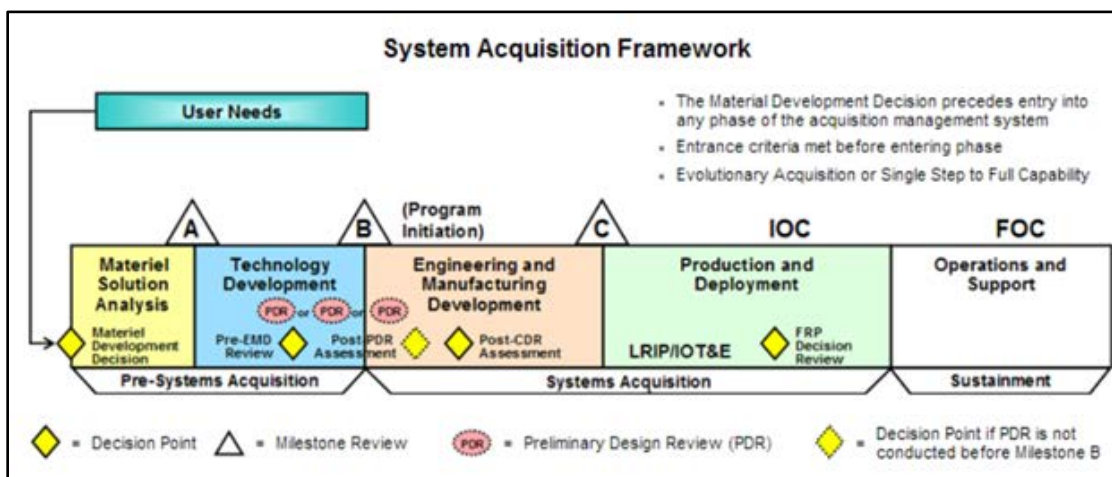 System Acquisition Framework
User Needs
▪ The Material Development Decision precedes entry into
any phase of the acquisition management system
▪ Entrance criteria met before entering phase
▪ Evolutionary Acquisition or Single Step to Full Capability
A
B
(Program
Initiation)
C
IOC
FOC
Materiel
Solution
Analysis
Technology
Development
Engineering and
Manufacturing
Development
Production and
Deployment
Operations and
Support
PDR or PDR or PDR
Materiel
Development
Decision
Pre-EMD
Review
Post-PDR
Assessment
Post-CDR
Assessment
LRIP/IOT&E
FRP
Decision
Review
Pre-Systems Acquisition
Systems Acquisition
Sustainment
= Decision Point
= Milestone Review
PDR = Preliminary Design Review (PDR)
= Decision Point if PDR is not
conducted before Milestone B